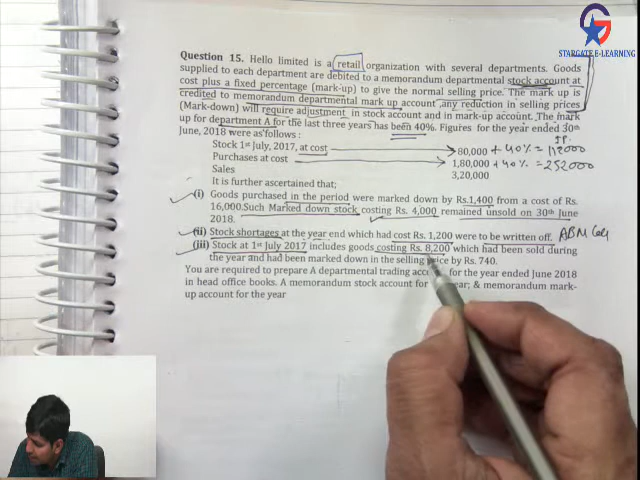 STARGATE E-LEARNING
Question 15. Hello limited is a retail organization with several departments. Goods
supplied to each department are debited to a memorandum departmental stock account at
cost plus a fixed percentage (mark-up) to give the normal selling price. The mark up is
credited to memorandum departmental mark up account, any reduction in selling prices
(Mark-down) will require adjustment in stock account and in mark-up account. The mark
up for department A for the last three years has been 40%. Figures for the year ended 30th
June, 2018 were as follows :
S.P.
Stock 1st July, 2017, at cost 80,000 + 40% = 112000
Purchases at cost 1,80,000 + 40% = 252000
Sales 3,20,000
It is further ascertained that;
(i) Goods purchased in the period were marked down by Rs.1,400 from a cost of Rs.
16,000.Such Marked down stock costing Rs. 4,000 remained unsold on 30th June
2018.
(ii) Stock shortages at the year end which had cost Rs. 1,200 were to be written off.
(iii) Stock at 1st July 2017 includes goods costing Rs. 8,200 which had been sold during
the year and had been marked down in the selling price by Rs. 740.
You are required to prepare A departmental trading for the year ended June 2018
in head office books. A memorandum stock account for year; & memorandum mark-
up account for the year